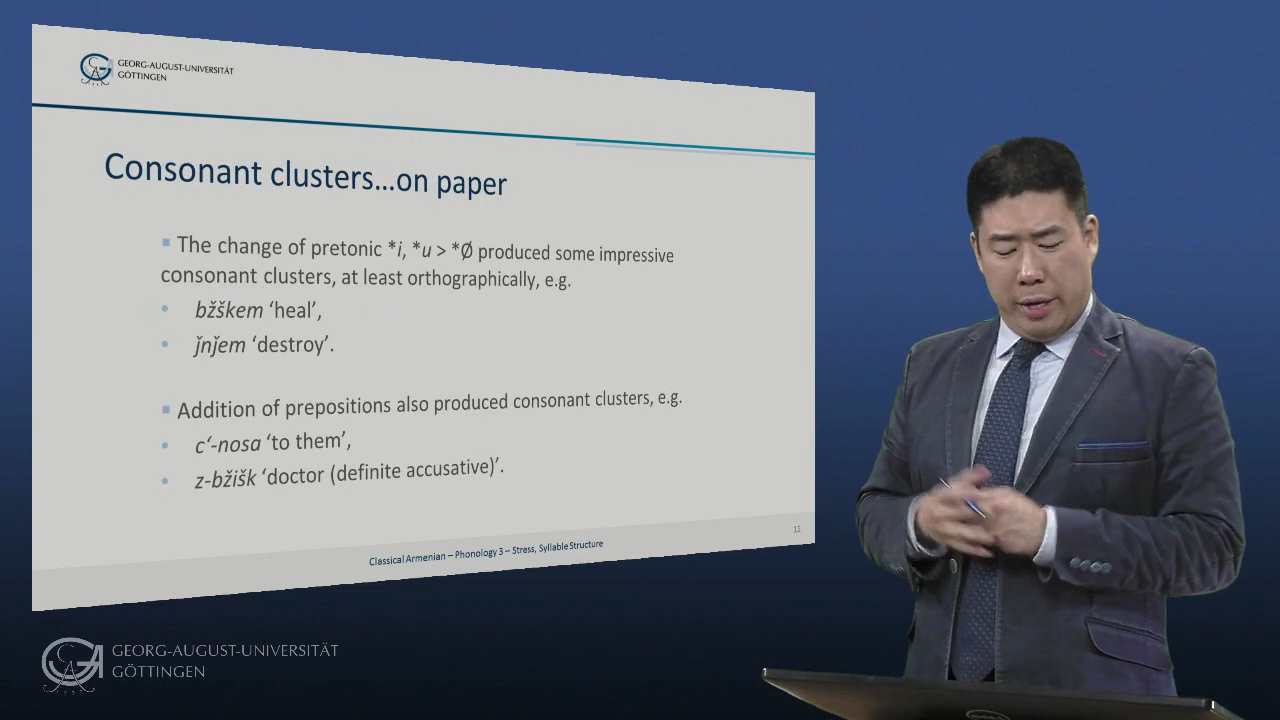 GEORG-AUGUST-UNIVERSITÄT
GÖTTINGEN
Consonant clusters...on paper
▪ The change of pretonic *i, *u > *Ø produced some impressive
consonant clusters, at least orthographically, e.g.
• bžškem ‘heal’,
• ǰnǰem ‘destroy’.
▪ Addition of prepositions also produced consonant clusters, e.g.
• c‘-nosa ‘to them’,
• z-bžišk ‘doctor (definite accusative)’.
12
Classical Armenian – Phonology 3 – Stress, Syllable Structure
GEORG-AUGUST-UNIVERSITÄT
GÖTTINGEN